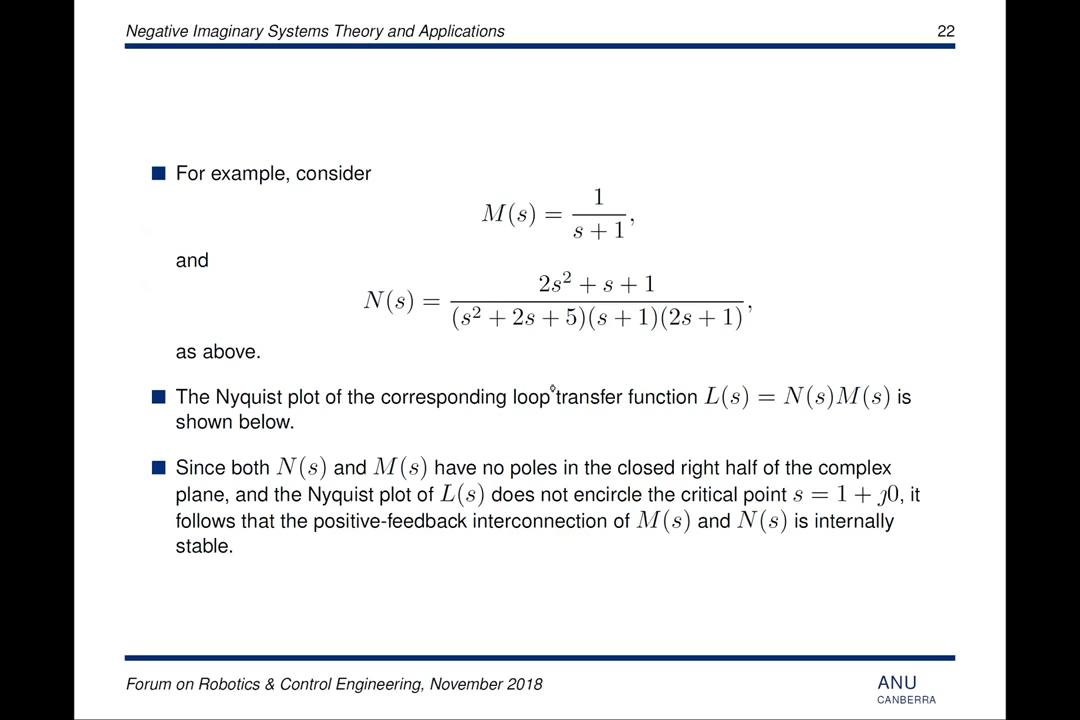 Negative Imaginary Systems Theory and Applications 22
■ For example, consider
M(s) = 1/(s + 1),
and
N(s) = (2s² + s + 1)/((s² + 2s + 5)(s + 1)(2s + 1)),
as above.
■ The Nyquist plot of the corresponding loop transfer function L(s) = N(s)M(s) is
shown below.
■ Since both N(s) and M(s) have no poles in the closed right half of the complex
plane, and the Nyquist plot of L(s) does not encircle the critical point s = 1 + ȷ0, it
follows that the positive-feedback interconnection of M(s) and N(s) is internally
stable.
Forum on Robotics & Control Engineering, November 2018 ANU
CANBERRA